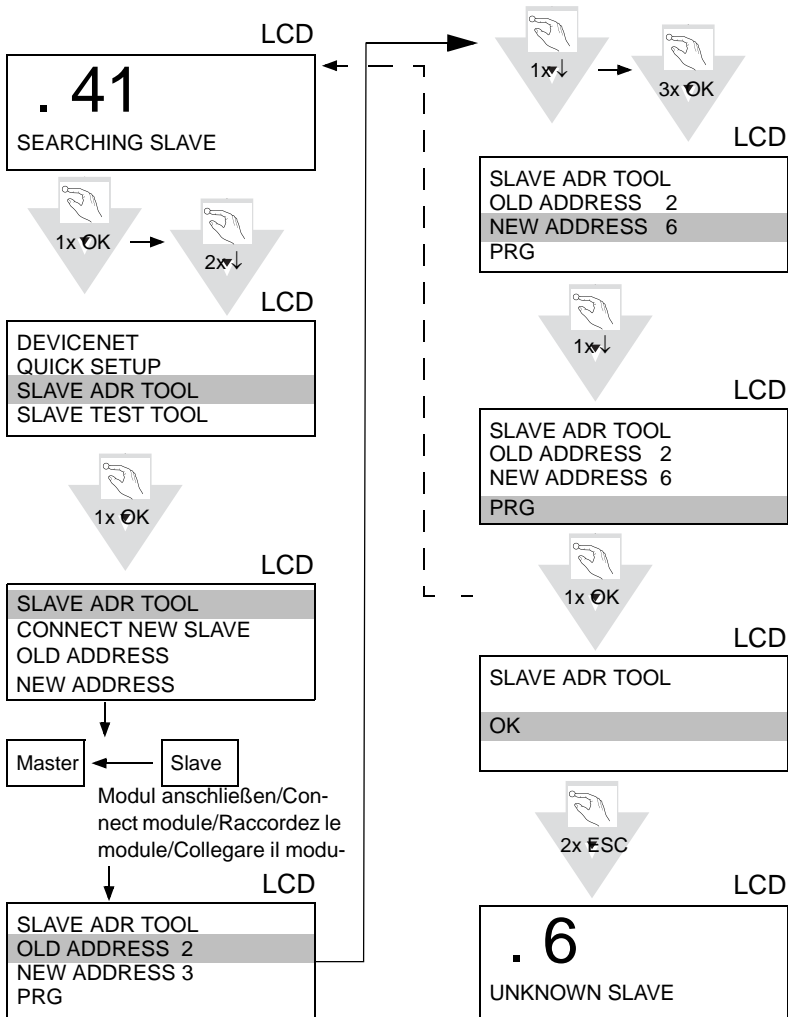 LCD
. 41
SEARCHING SLAVE
1x OK
2x↓
LCD
DEVICENET
QUICK SETUP
SLAVE ADR TOOL
SLAVE TEST TOOL
1x OK
LCD
SLAVE ADR TOOL
CONNECT NEW SLAVE
OLD ADDRESS
NEW ADDRESS
Master
Slave
Modul anschließen/Con-
nect module/Raccordez le
module/Collegare il modu-
LCD
SLAVE ADR TOOL
OLD ADDRESS 2
NEW ADDRESS 3
PRG
1x↓
3x OK
LCD
SLAVE ADR TOOL
OLD ADDRESS 2
NEW ADDRESS 6
PRG
1x↓
LCD
SLAVE ADR TOOL
OLD ADDRESS 2
NEW ADDRESS 6
PRG
1x OK
LCD
SLAVE ADR TOOL
OK
2x ESC
LCD
. 6
UNKNOWN SLAVE